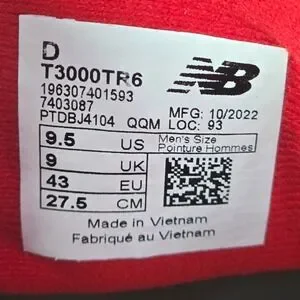 D
T3000TR6
NB
196307401593
7403087
MFG: 10/2022
PTDBJ4104 QQM LOC: 93
9.5 US Men's Size
Pointure Hommes
9 UK
43 EU
27.5 CM
Made in Vietnam
Fabriqué au Vietnam